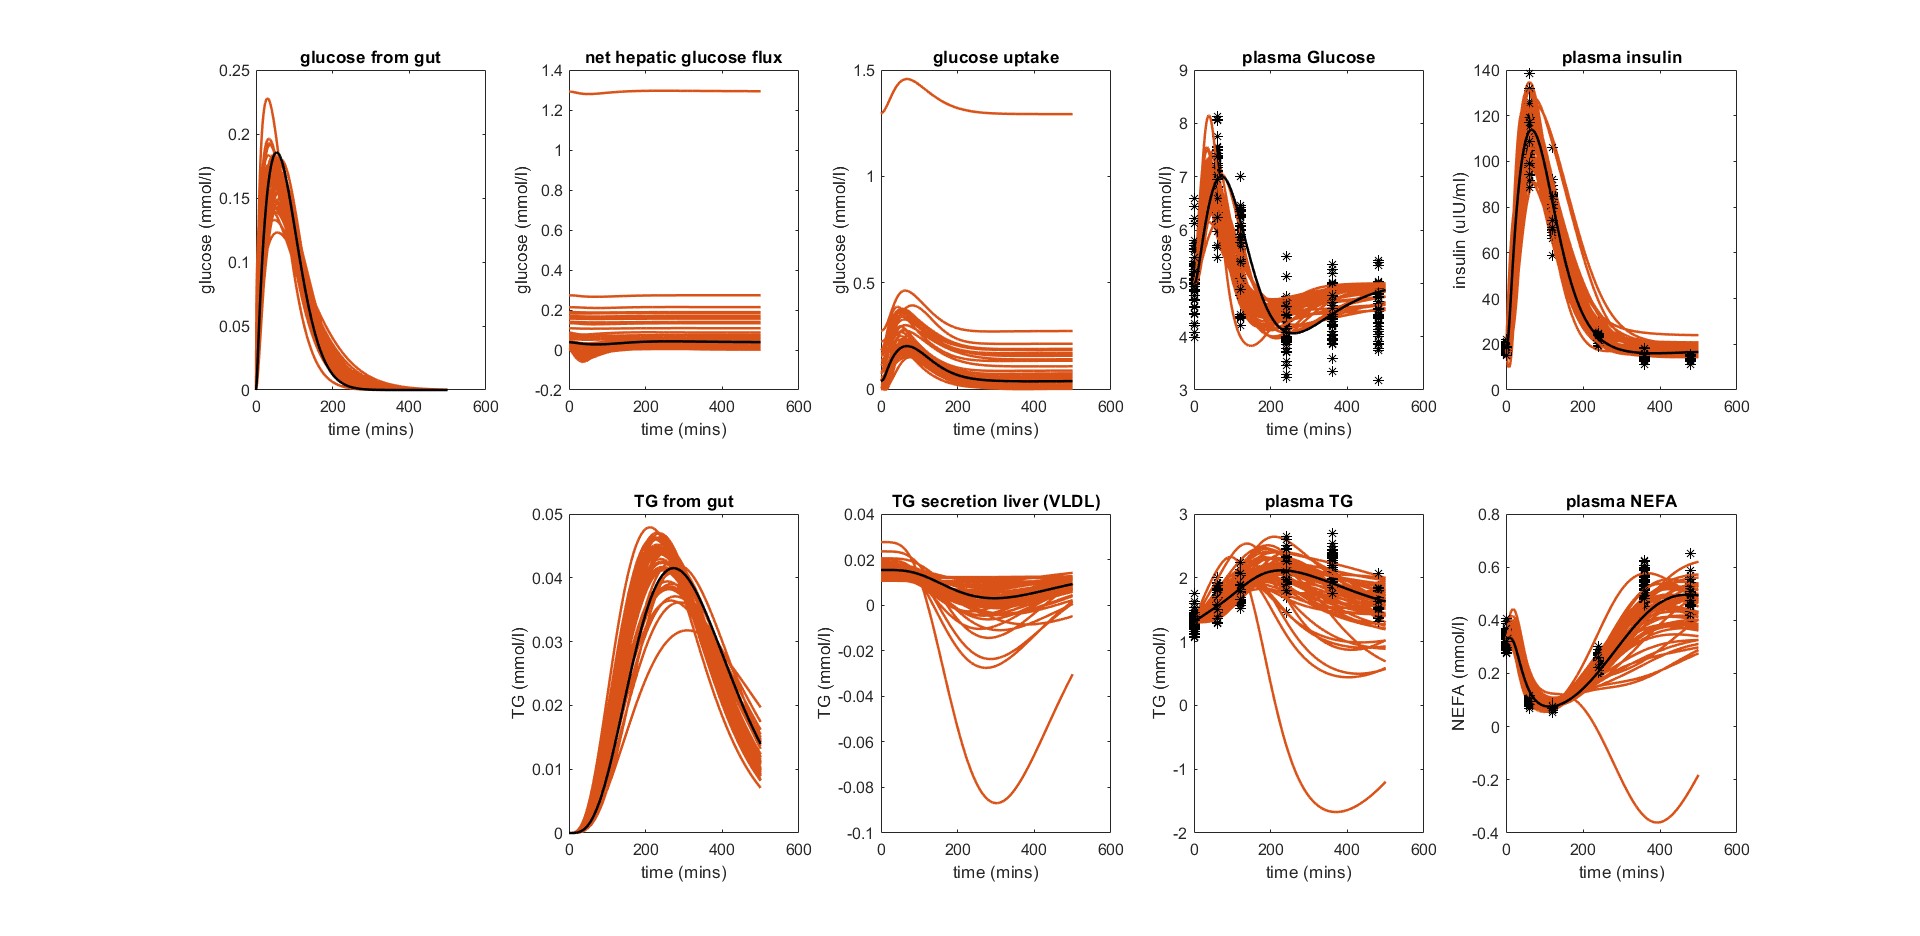 glucose from gut
0.25
0.2
0.15
0.1
0.05
0
0 200 400 600
glucose (mmol/l)
time (mins)
net hepatic glucose flux
1.4
1.2
1
0.8
0.6
0.4
0.2
0
-0.2
0 200 400 600
glucose (mmol/l)
time (mins)
glucose uptake
1.5
1
0.5
0
0 200 400 600
glucose (mmol/l)
time (mins)
plasma Glucose
9
8
7
6
5
4
3
0 200 400 600
glucose (mmol/l)
time (mins)
plasma insulin
140
120
100
80
60
40
20
0
0 200 400 600
insulin (uIU/ml)
time (mins)
TG from gut
0.05
0.04
0.03
0.02
0.01
0
0 200 400 600
TG (mmol/l)
time (mins)
TG secretion liver (VLDL)
0.04
0.02
0
-0.02
-0.04
-0.06
-0.08
-0.1
0 200 400 600
TG (mmol/l)
time (mins)
plasma TG
3
2
1
0
-1
-2
0 200 400 600
TG (mmol/l)
time (mins)
plasma NEFA
0.8
0.6
0.4
0.2
0
-0.2
-0.4
0 200 400 600
NEFA (mmol/l)
time (mins)